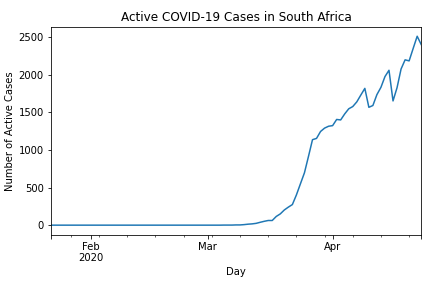 Active COVID-19 Cases in South Africa
Number of Active Cases
2500
2000
1500
1000
500
0
Feb
2020
Mar
Apr
Day